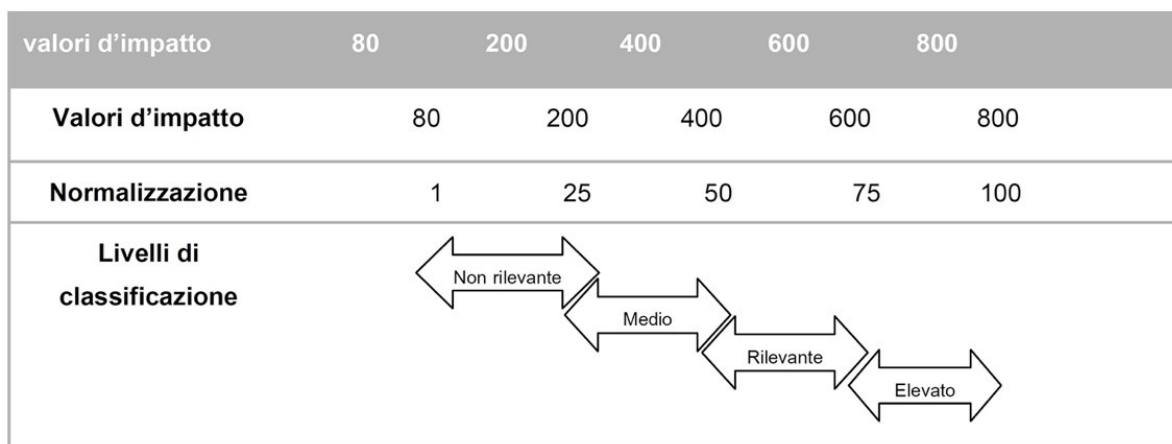 valori d’impatto 80 200 400 600 800
Valori d’impatto 80 200 400 600 800
Normalizzazione 1 25 50 75 100
Livelli di
classificazione
Non rilevante
Medio
Rilevante
Elevato